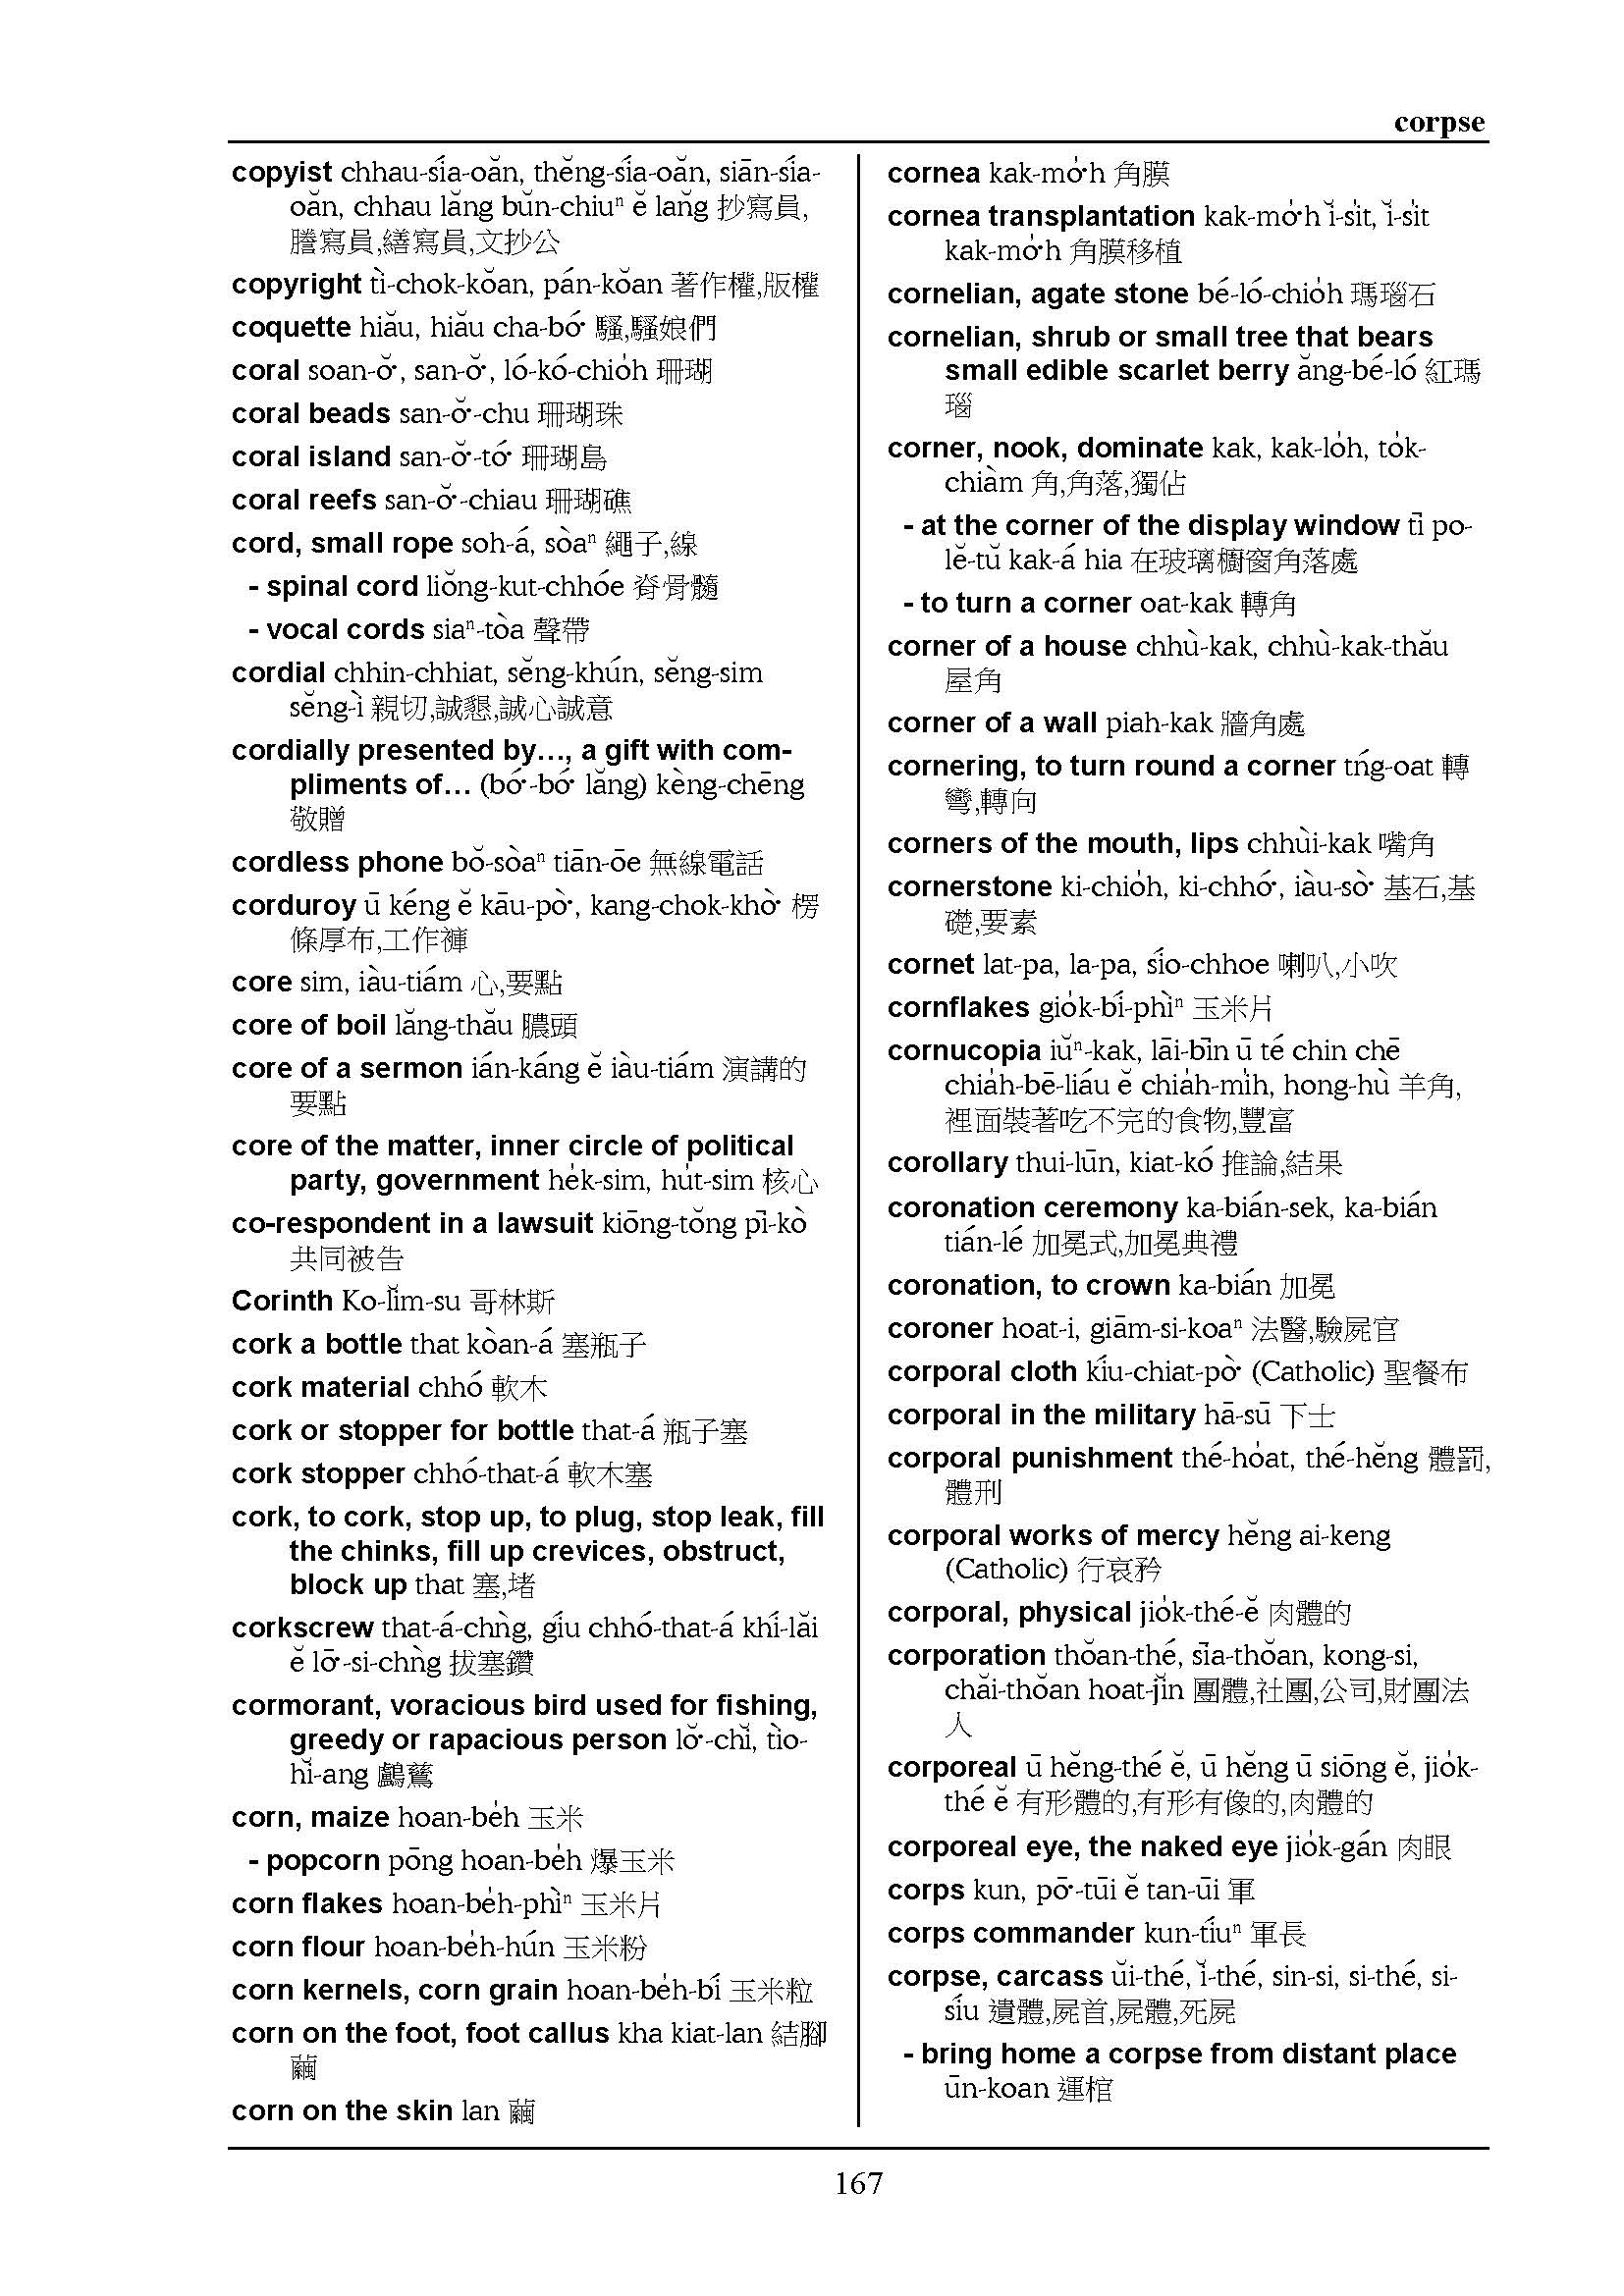 corpse
copyist chhau-sía-oăn, thĕng-sía-oăn, siān-sía-
oăn, chhau lăng bŭn-chiuⁿ ĕ lăng 抄寫員,
謄寫員,繕寫員,文抄公
copyright tì-chok-kŏan, pán-kŏan 著作權,版權
coquette hiău, hiău cha-bó͘ 騷,騷娘們
coral soan-ŏ͘, san-ŏ͘, ló-kó-chio̍h 珊瑚
coral beads san-ŏ͘-chu 珊瑚珠
coral island san-ŏ͘-tó͘ 珊瑚島
coral reefs san-ŏ͘-chiau 珊瑚礁
cord, small rope soh-á, sòaⁿ 繩子,線
- spinal cord liŏng-kut-chhóe 脊骨髓
- vocal cords siaⁿ-tòa 聲帶
cordial chhin-chhiat, sĕng-khún, sĕng-sim
sĕng-ì 親切,誠懇,誠心誠意
cordially presented by…, a gift with com-
pliments of… (bó͘-bó͘ lăng) kèng-chēng
敬贈
cordless phone bŏ-sòaⁿ tiān-ōe 無線電話
corduroy ū kéng ĕ kāu-pò͘, kang-chok-khò͘ 楞
條厚布,工作褲
core sim, iàu-tiám 心,要點
core of boil lăng-thău 膿頭
core of a sermon ián-káng ĕ iàu-tiám 演講的
要點
core of the matter, inner circle of political
party, government he̍k-sim, hu̍t-sim 核心
co-respondent in a lawsuit kiōng-tŏng pī-kò
共同被告
Corinth Ko-lĭm-su 哥林斯
cork a bottle that kòan-á 塞瓶子
cork material chhó 軟木
cork or stopper for bottle that-á 瓶子塞
cork stopper chhó-that-á 軟木塞
cork, to cork, stop up, to plug, stop leak, fill
the chinks, fill up crevices, obstruct,
block up that 塞,堵
corkscrew that-á-chǹg, gíu chhó-that-á khí-lăi
ĕ lō͘-si-chǹg 拔塞鑽
cormorant, voracious bird used for fishing,
greedy or rapacious person lŏ͘-chĭ, tìo-
hĭ-ang 鸕鶿
corn, maize hoan-be̍h 玉米
- popcorn pōng hoan-be̍h 爆玉米
corn flakes hoan-be̍h-phìⁿ 玉米片
corn flour hoan-be̍h-hún 玉米粉
corn kernels, corn grain hoan-be̍h-bí 玉米粒
corn on the foot, foot callus kha kiat-lan 結腳
繭
corn on the skin lan 繭
cornea kak-mo̍͘h 角膜
cornea transplantation kak-mo̍͘h ĭ-si̍t, ĭ-si̍t
kak-mo̍͘h 角膜移植
cornelian, agate stone bé-ló-chio̍h 瑪瑙石
cornelian, shrub or small tree that bears
small edible scarlet berry ăng-bé-ló 紅瑪
瑙
corner, nook, dominate kak, kak-lo̍h, to̍k-
chiàm 角,角落,獨佔
- at the corner of the display window tī po-
lĕ-tŭ kak-á hia 在玻璃櫥窗角落處
- to turn a corner oat-kak 轉角
corner of a house chhù-kak, chhù-kak-thău
屋角
corner of a wall piah-kak 牆角處
cornering, to turn round a corner tńg-oat 轉
彎,轉向
corners of the mouth, lips chhùi-kak 嘴角
cornerstone ki-chio̍h, ki-chhó͘, iàu-sò͘ 基石,基
礎,要素
cornet lat-pa, la-pa, sío-chhoe 喇叭,小吹
cornflakes gio̍k-bí-phìⁿ 玉米片
cornucopia iŭⁿ-kak, lāi-bīn ū té chin chē
chia̍h-bē-liáu ĕ chia̍h-mi̍h, hong-hù 羊角,
裡面裝著吃不完的食物,豐富
corollary thui-lūn, kiat-kó 推論,結果
coronation ceremony ka-bián-sek, ka-bián
tián-lé 加冕式,加冕典禮
coronation, to crown ka-bián 加冕
coroner hoat-i, giām-si-koaⁿ 法醫,驗屍官
corporal cloth kíu-chiat-pò͘ (Catholic) 聖餐布
corporal in the military hā-sū 下士
corporal punishment thé-ho̍at, thé-hĕng 體罰,
體刑
corporal works of mercy hĕng ai-keng
(Catholic) 行哀矜
corporal, physical jio̍k-thé-ĕ 肉體的
corporation thŏan-thé, sīa-thŏan, kong-si,
chăi-thŏan hoat-jĭn 團體,社團,公司,財團法
人
corporeal ū hĕng-thé ĕ, ū hĕng ū siōng ĕ, jio̍k-
thé ĕ 有形體的,有形有像的,肉體的
corporeal eye, the naked eye jio̍k-gán 肉眼
corps kun, pō͘-tūi ĕ tan-ūi 軍
corps commander kun-tíuⁿ 軍長
corpse, carcass ŭi-thé, ĭ-thé, sin-si, si-thé, si-
síu 遺體,屍首,屍體,死屍
- bring home a corpse from distant place
ūn-koan 運棺
167